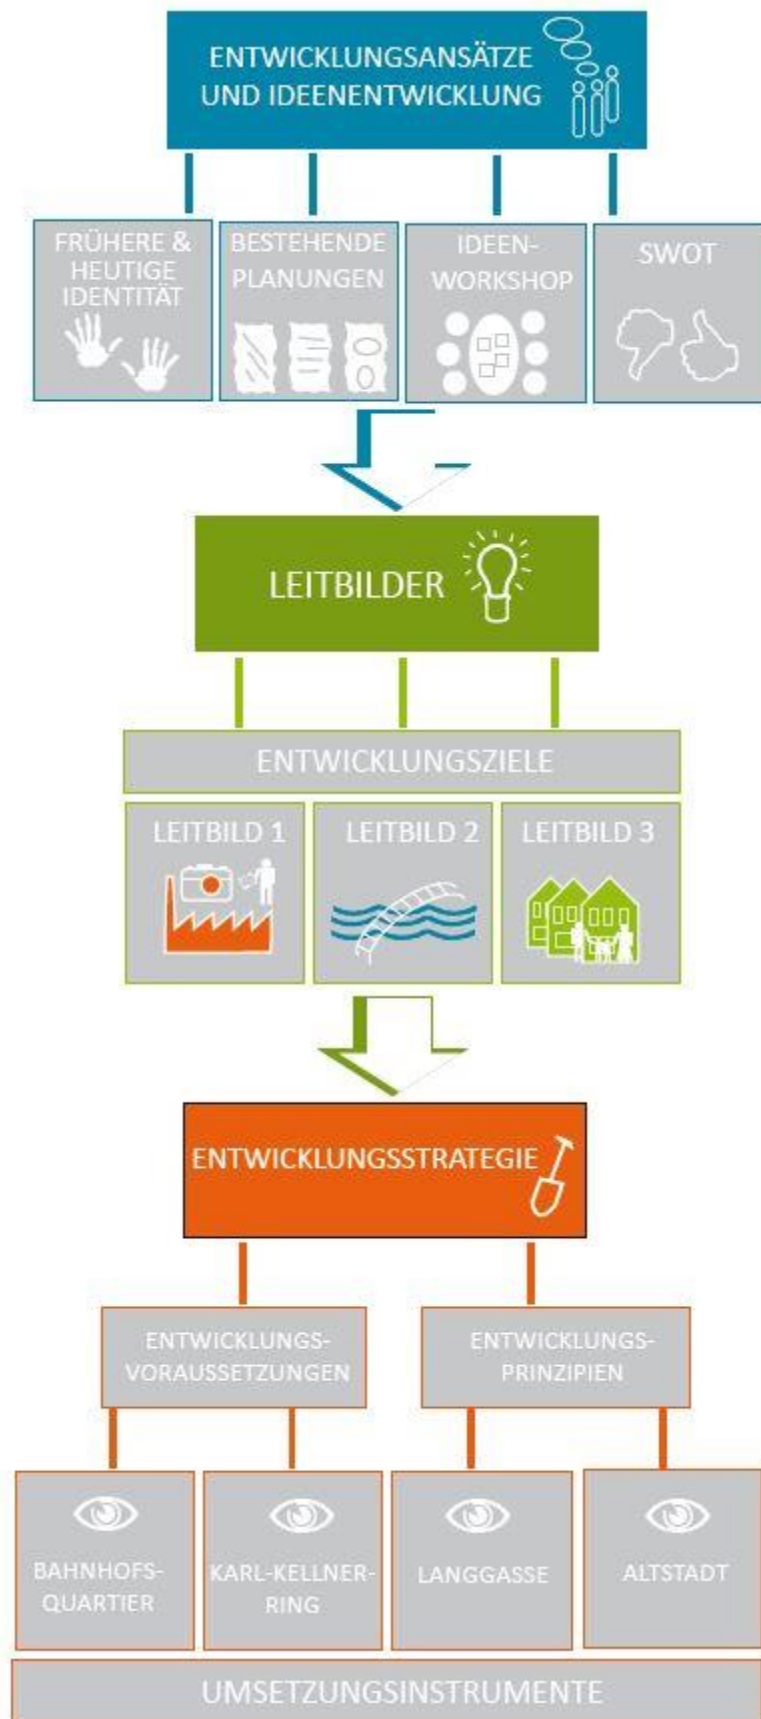 ENTWICKLUNGSANSÄTZE
UND IDEENENTWICKLUNG
FRÜHERE &
HEUTIGE
IDENTITÄT
BESTEHENDE
PLANUNGEN
IDEEN-
WORKSHOP
SWOT
LEITBILDER
ENTWICKLUNGSZIELE
LEITBILD 1
LEITBILD 2
LEITBILD 3
ENTWICKLUNGSSTRATEGIE
ENTWICKLUNGS-
VORAUSSETZUNGEN
ENTWICKLUNGS-
PRINZIPIEN
BAHNHOFS-
QUARTIER
KARL-KELLNER-
RING
LANGGASSE
ALTSTADT
UMSETZUNGSINSTRUMENTE